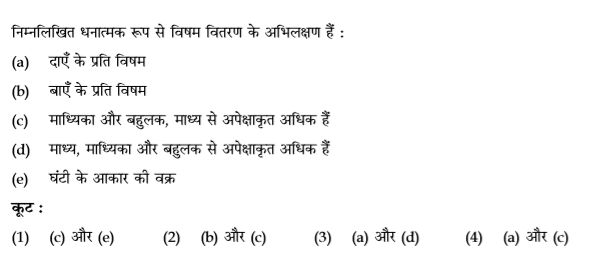 निम्नलिखित धनात्मक रूप से विषम वितरण के अभिलक्षण हैं :
(a) दाएँ के प्रति विषम
(b) बाएँ के प्रति विषम
(c) माध्यिका और बहुलक, माध्य से अपेक्षाकृत अधिक हैं
(d) माध्य, माध्यिका और बहुलक से अपेक्षाकृत अधिक हैं
(e) घंटी के आकार की वक्र
कूट :
(1) (c) और (e) (2) (b) और (c) (3) (a) और (d) (4) (a) और (c)